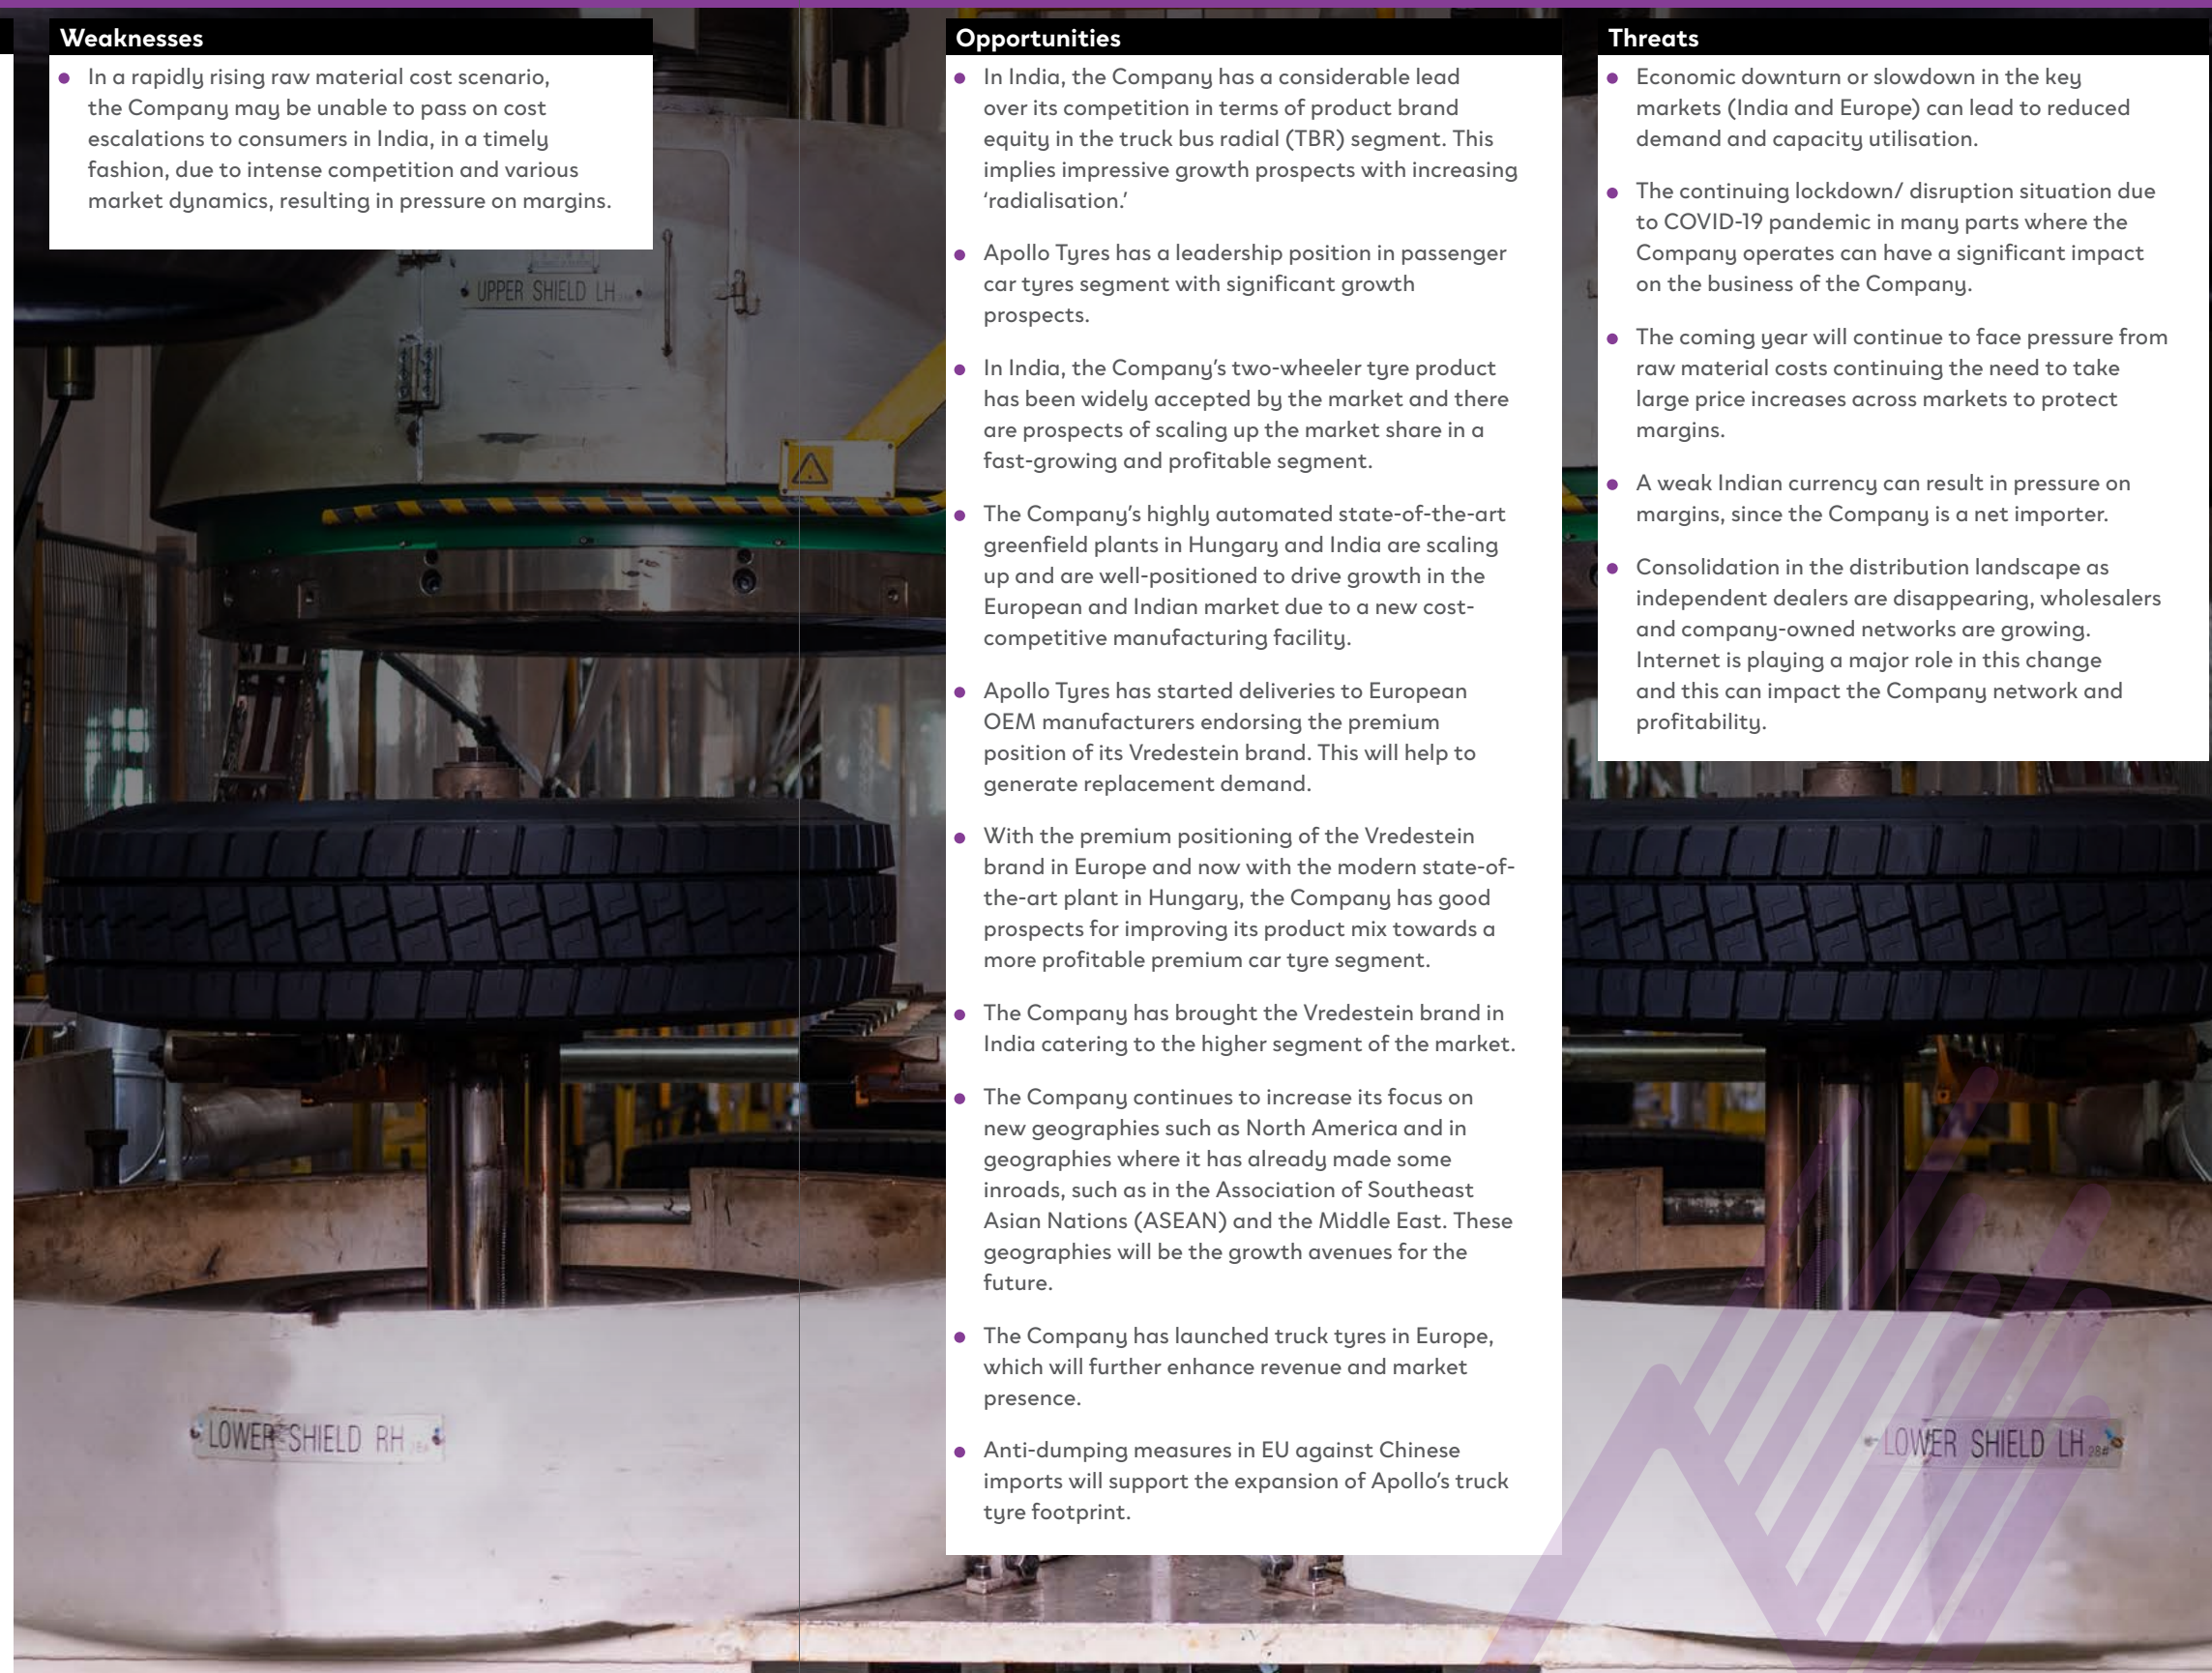 Weaknesses
In a rapidly rising raw material cost scenario,
the Company may be unable to pass on cost
escalations to consumers in India, in a timely
fashion, due to intense competition and various
market dynamics, resulting in pressure on margins.
UPPER SHIELD LH
LOWER SHIELD RH
Opportunities
In India, the Company has a considerable lead
over its competition in terms of product brand
equity in the truck bus radial (TBR) segment. This
implies impressive growth prospects with increasing
‘radialisation.’
Apollo Tyres has a leadership position in passenger
car tyres segment with significant growth
prospects.
In India, the Company’s two-wheeler tyre product
has been widely accepted by the market and there
are prospects of scaling up the market share in a
fast-growing and profitable segment.
The Company’s highly automated state-of-the-art
greenfield plants in Hungary and India are scaling
up and are well-positioned to drive growth in the
European and Indian market due to a new cost-
competitive manufacturing facility.
Apollo Tyres has started deliveries to European
OEM manufacturers endorsing the premium
position of its Vredestein brand. This will help to
generate replacement demand.
With the premium positioning of the Vredestein
brand in Europe and now with the modern state-of-
the-art plant in Hungary, the Company has good
prospects for improving its product mix towards a
more profitable premium car tyre segment.
The Company has brought the Vredestein brand in
India catering to the higher segment of the market.
The Company continues to increase its focus on
new geographies such as North America and in
geographies where it has already made some
inroads, such as in the Association of Southeast
Asian Nations (ASEAN) and the Middle East. These
geographies will be the growth avenues for the
future.
The Company has launched truck tyres in Europe,
which will further enhance revenue and market
presence.
Anti-dumping measures in EU against Chinese
imports will support the expansion of Apollo’s truck
tyre footprint.
Threats
Economic downturn or slowdown in the key
markets (India and Europe) can lead to reduced
demand and capacity utilisation.
The continuing lockdown/ disruption situation due
to COVID-19 pandemic in many parts where the
Company operates can have a significant impact
on the business of the Company.
The coming year will continue to face pressure from
raw material costs continuing the need to take
large price increases across markets to protect
margins.
A weak Indian currency can result in pressure on
margins, since the Company is a net importer.
Consolidation in the distribution landscape as
independent dealers are disappearing, wholesalers
and company-owned networks are growing.
Internet is playing a major role in this change
and this can impact the Company network and
profitability.
LOWER SHIELD LH 28#